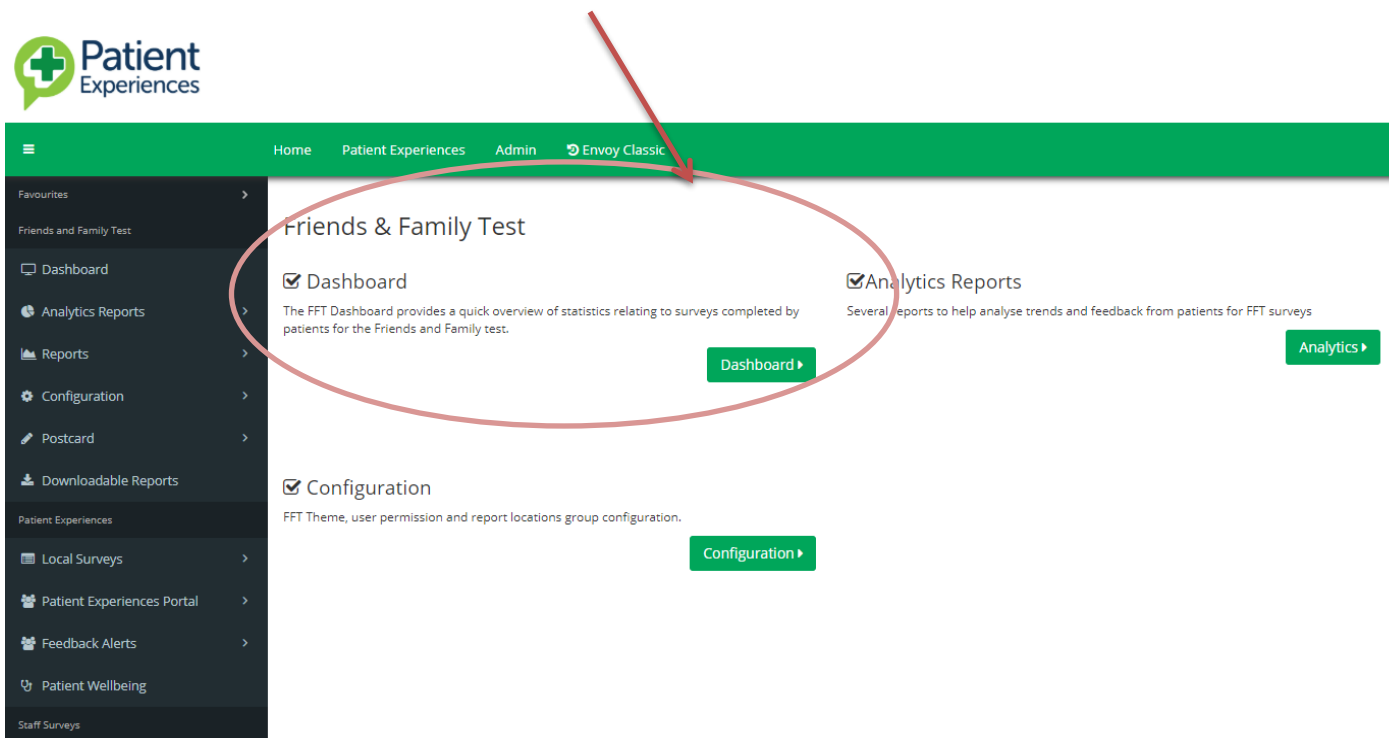 Patient
Experiences
Home Patient Experiences Admin Envoy Classic
Favourites
Friends and Family Test
Dashboard
Analytics Reports
Reports
Configuration
Postcard
Downloadable Reports
Patient Experiences
Local Surveys
Patient Experiences Portal
Feedback Alerts
Patient Wellbeing
Staff Surveys
Friends & Family Test
Dashboard
The FFT Dashboard provides a quick overview of statistics relating to surveys completed by
patients for the Friends and Family test.
Dashboard
Analytics Reports
Several reports to help analyse trends and feedback from patients for FFT surveys
Analytics
Configuration
FFT Theme, user permission and report locations group configuration.
Configuration